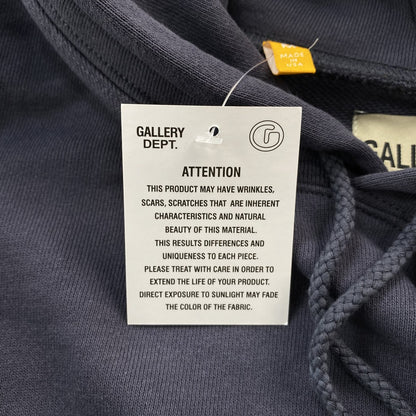 MADE
IN
USA
GALL
GALLERY
DEPT.
ATTENTION
THIS PRODUCT MAY HAVE WRINKLES,
SCARS, SCRATCHES THAT ARE INHERENT
CHARACTERISTICS AND NATURAL
BEAUTY OF THIS MATERIAL.
THIS RESULTS DIFFERENCES AND
UNIQUENESS TO EACH PIECE.
PLEASE TREAT WITH CARE IN ORDER TO
EXTEND THE LIFE OF YOUR PRODUCT.
DIRECT EXPOSURE TO SUNLIGHT MAY FADE
THE COLOR OF THE FABRIC.